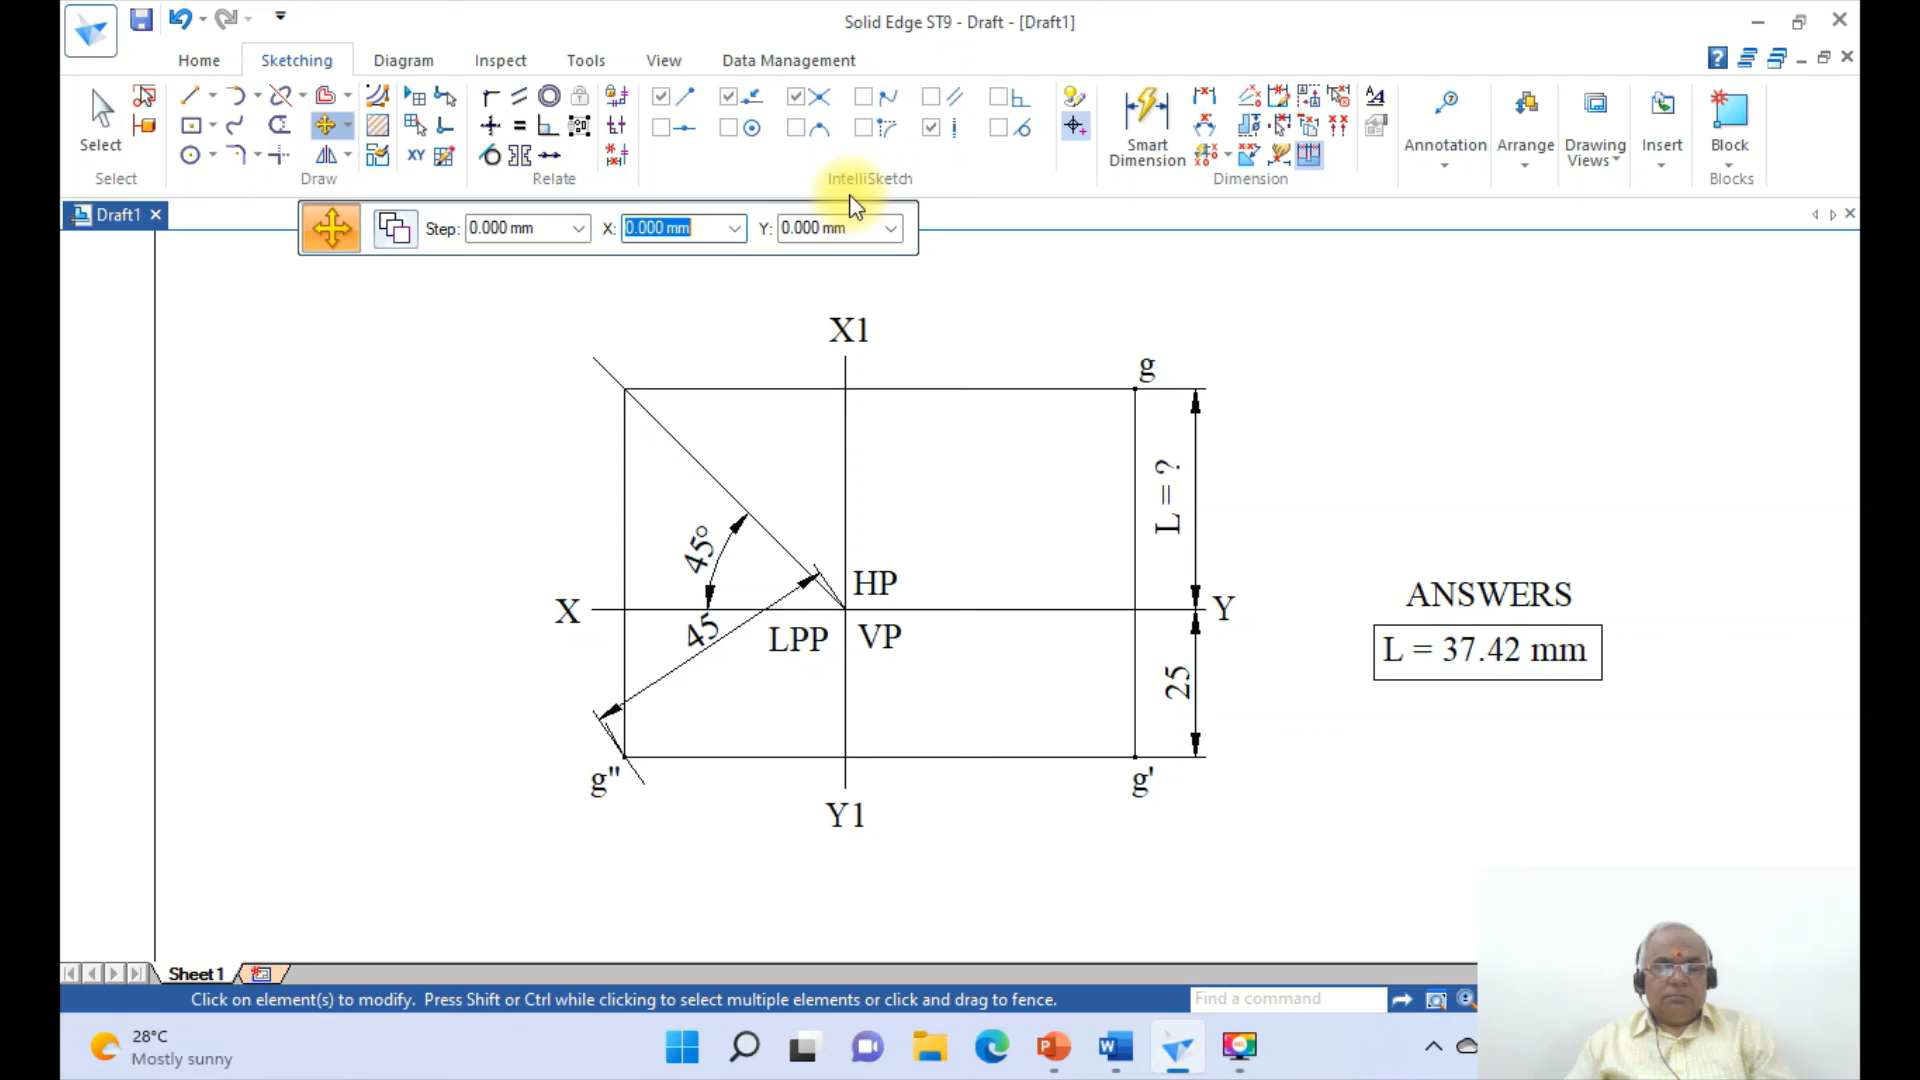 Solid Edge ST9 - Draft - [Draft1]
Home Sketching Diagram Inspect Tools View Data Management
Select
Select
Draw
XY
Relate
IntelliSketch
Smart
Dimension
Dimension
A
Annotation
Arrange
Drawing
Views
Insert
Block
Blocks
Draft1
Step: 0.000 mm X: 0.000 mm Y: 0.000 mm
X1
g
L = ?
45°
HP
X
Y
45
LPP
VP
25
g"
g'
Y1
ANSWERS
L = 37.42 mm
Sheet1
Click on element(s) to modify. Press Shift or Ctrl while clicking to select multiple elements or click and drag to fence.
Find a command
28°C
Mostly sunny